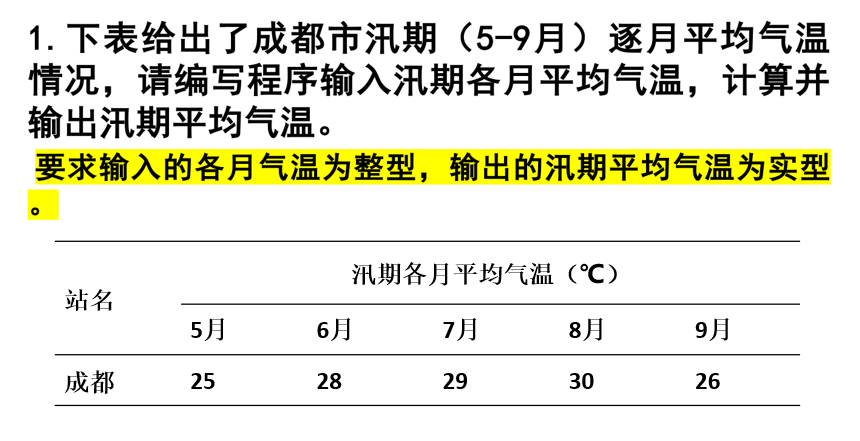 1.下表给出了成都市汛期（5-9月）逐月平均气温
情况，请编写程序输入汛期各月平均气温，计算并
输出汛期平均气温。
要求输入的各月气温为整型，输出的汛期平均气温为实型
。
汛期各月平均气温（℃）
站名
5月 6月 7月 8月 9月
成都 25 28 29 30 26